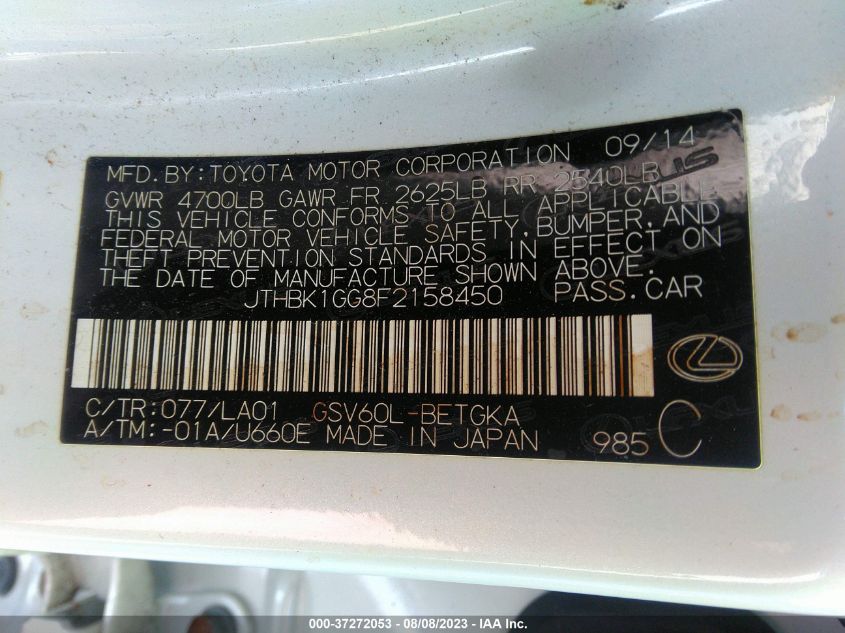 MFD.BY:TOYOTA MOTOR CORPORATION 09/14
GVWR 4700LB GAWR FR 2625LB RR 2540LB
THIS VEHICLE CONFORMS TO ALL APPLICABLE
FEDERAL MOTOR VEHICLE SAFETY,BUMPER,AND
THEFT PREVENTION STANDARDS IN EFFECT ON
THE DATE OF MANUFACTURE SHOWN ABOVE.
JTHBK1GG8F2158450 PASS.CAR
C/TR:077/LA01 GSV60L-BETGKA
A/TM:-01A/U660E MADE IN JAPAN 985 C
000-37272053 - 08/08/2023 - IAA Inc.